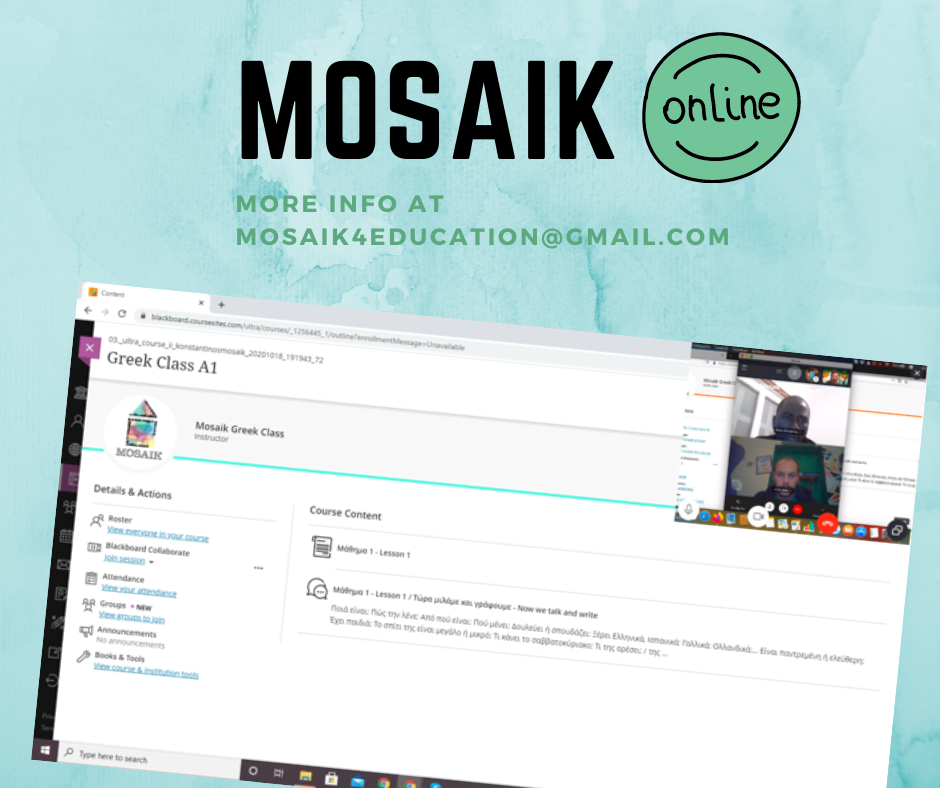 MOSAIK
online
MORE INFO AT
MOSAIK4EDUCATION@GMAIL.COM
Content
blackboard.coursesites.com/ultra/courses/_1256445_1/outline?enrollmentMessage=Unavailable
03._ultra_course_ii_konstantinosmosaik_20201018_191943_72
Greek Class A1
MOSAIK
Mosaik Greek Class
Instructor
Details & Actions
Roster
View everyone in your course
Blackboard Collaborate
Join session
Attendance
View your attendance
Groups • NEW
View groups to join
Announcements
No announcements
Books & Tools
View course & institution tools
Course Content
Μάθημα 1 - Lesson 1
Μάθημα 1 - Lesson 1 / Τώρα μιλάμε και γράφουμε - Now we talk and write
Ποιά είναι; Πώς την λένε; Από πού είναι; Πού μένει; Δουλεύει ή σπουδάζει; Ξέρει Ελληνικά, Ισπανικά; Γαλλικά; Ολλανδικά;... Είναι παντρεμένη ή ελεύθερη;
Έχει παιδιά; Το σπίτι της είναι μεγάλο ή μικρό; Τι κάνει το σαββατοκύριακο; Τι της αρέσει; / της ...
Type here to search